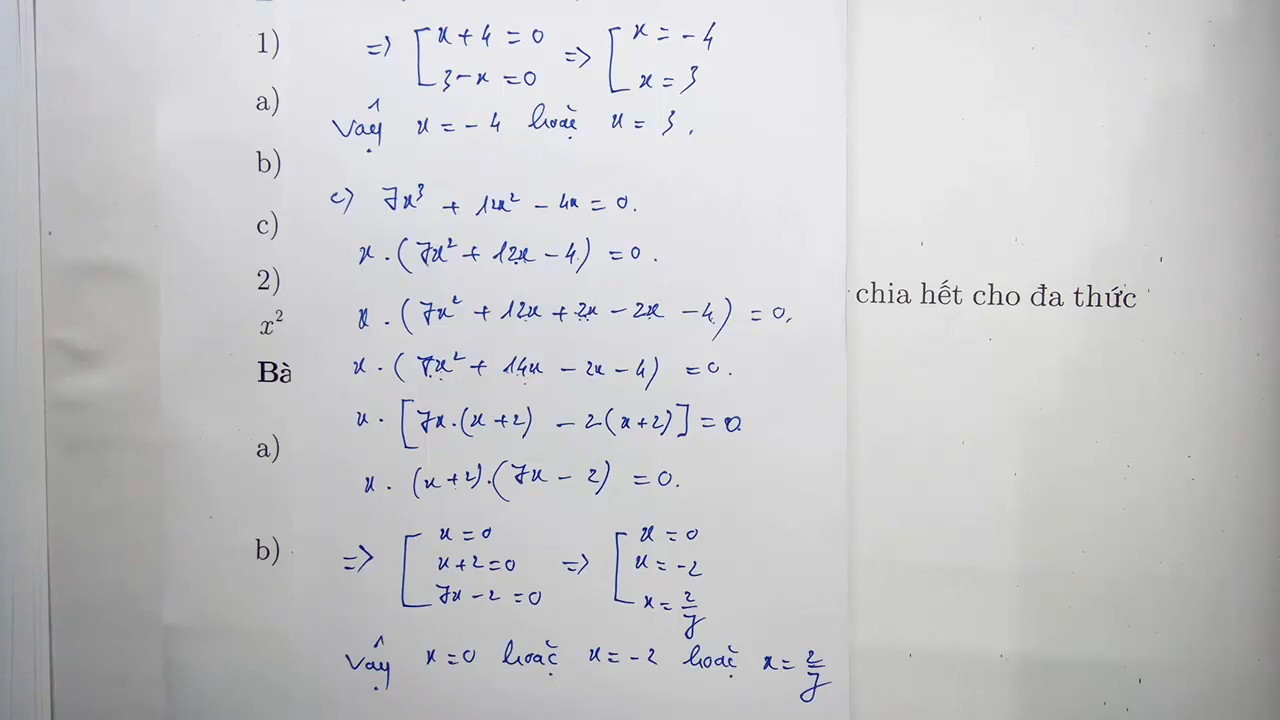 1)
a)
b)
c)
2)
x²
Bà
a)
b)
=> [ x + 4 = 0 => [ x = -4
3 - x = 0 x = 3
Vậy x = -4 hoặc x = 3.
c) 7x³ + 12x² - 4x = 0.
x . (7x² + 12x - 4) = 0.
x . (7x² + 12x + 2x - 2x - 4) = 0.
x . (7x² + 14x - 2x - 4) = 0.
x . [7x.(x+2) - 2(x+2)] = 0
x . (x+2).(7x - 2) = 0.
=> [ x = 0 => [ x = 0
x + 2 = 0 x = -2
7x - 2 = 0 x = 2/7
Vậy x = 0 hoặc x = -2 hoặc x = 2/7
chia hết cho đa thức